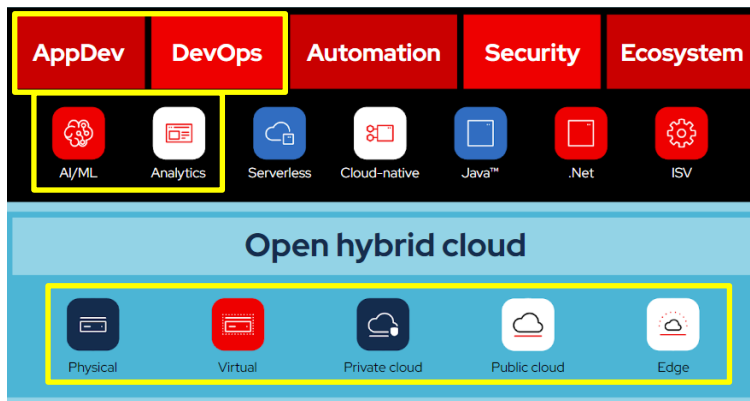 AppDev DevOps Automation Security Ecosystem
AI/ML Analytics Serverless Cloud-native Java™ .Net ISV
Open hybrid cloud
Physical Virtual Private cloud Public cloud Edge